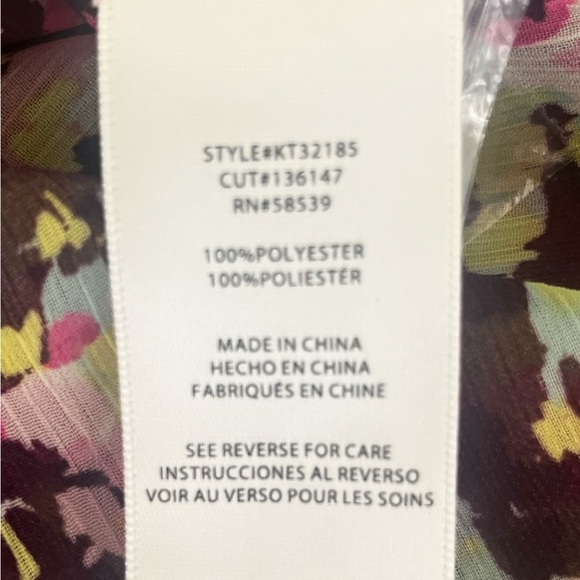 STYLE#KT32185
CUT#136147
RN#58539
100%POLYESTER
100%POLIESTÉR
MADE IN CHINA
HECHO EN CHINA
FABRIQUÉS EN CHINE
SEE REVERSE FOR CARE
INSTRUCCIONES AL REVERSO
VOIR AU VERSO POUR LES SOINS